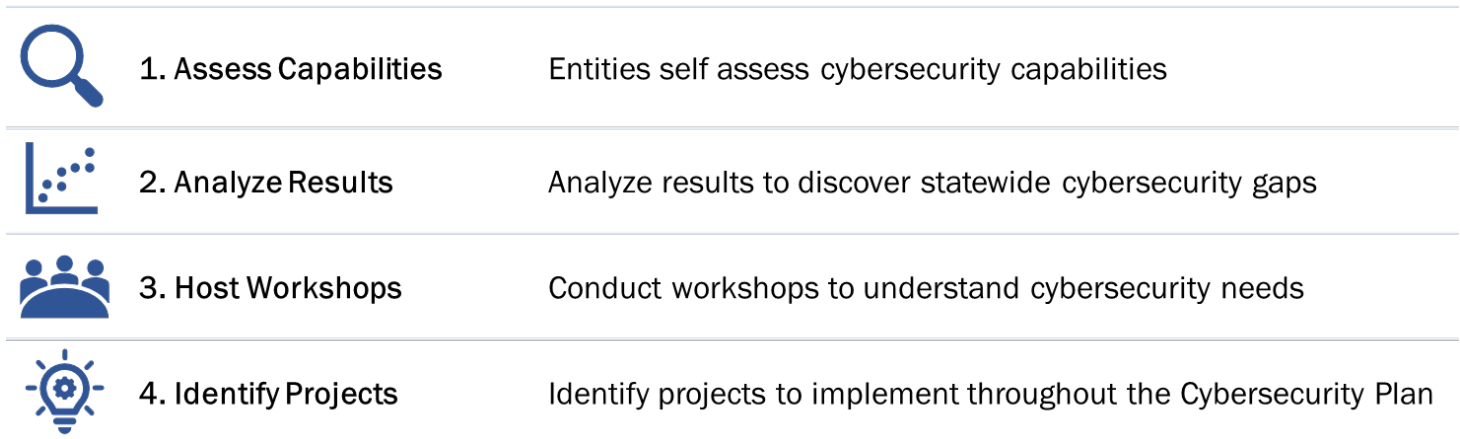 1. Assess Capabilities Entities self assess cybersecurity capabilities
2. Analyze Results Analyze results to discover statewide cybersecurity gaps
3. Host Workshops Conduct workshops to understand cybersecurity needs
4. Identify Projects Identify projects to implement throughout the Cybersecurity Plan